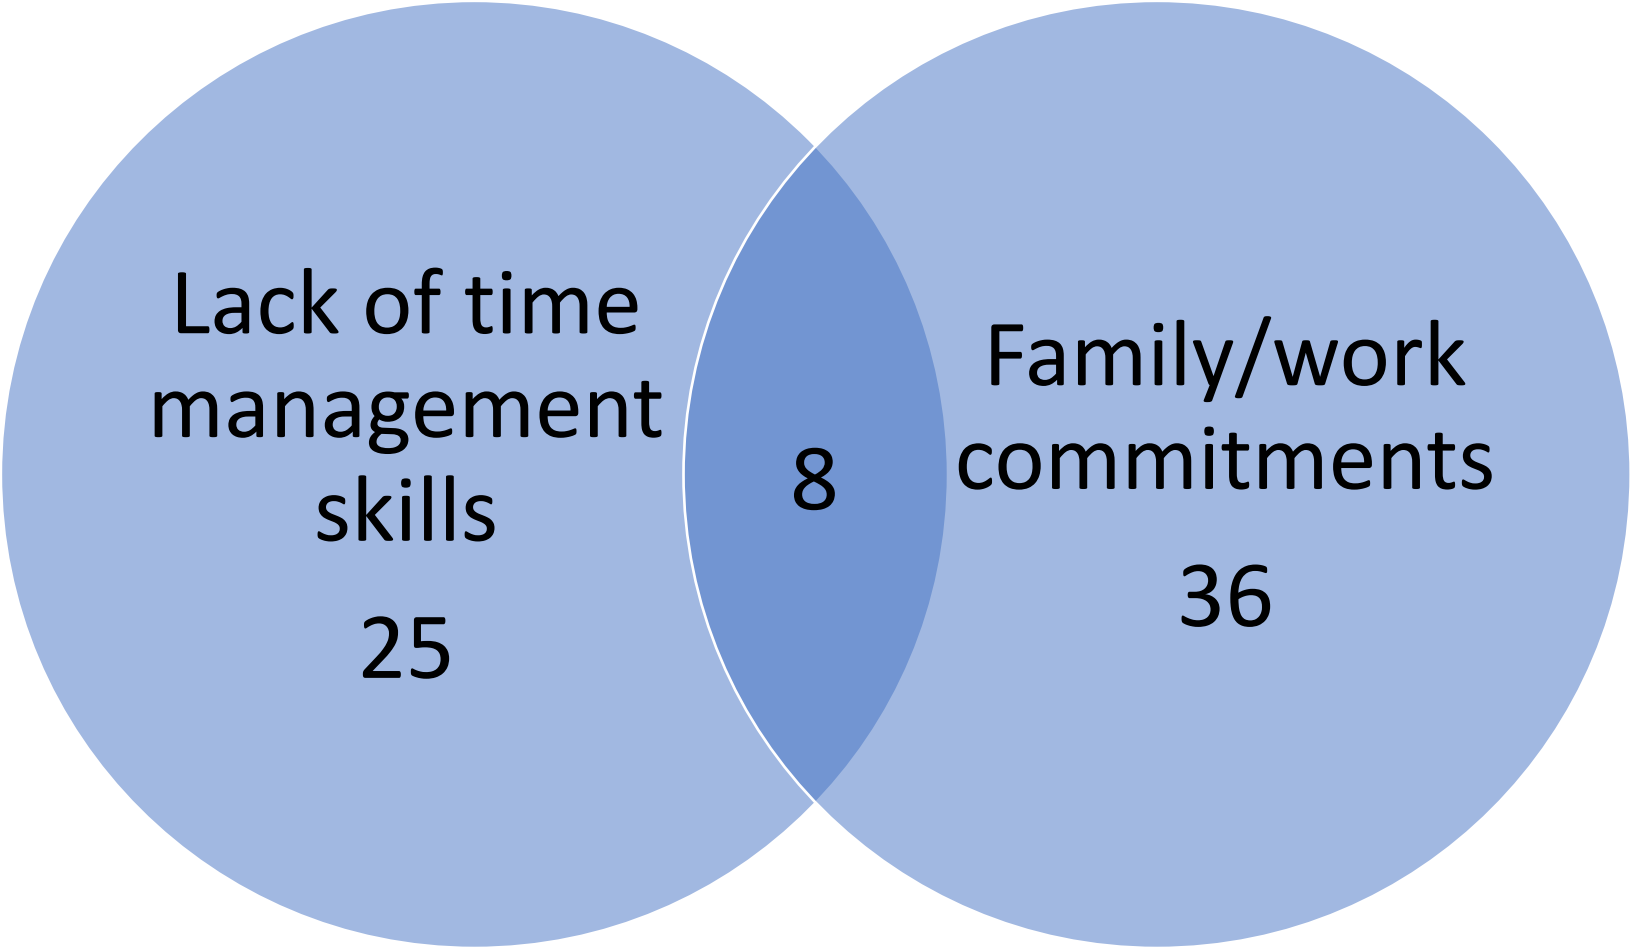 Lack of time
management
skills
25
8
Family/work
commitments
36